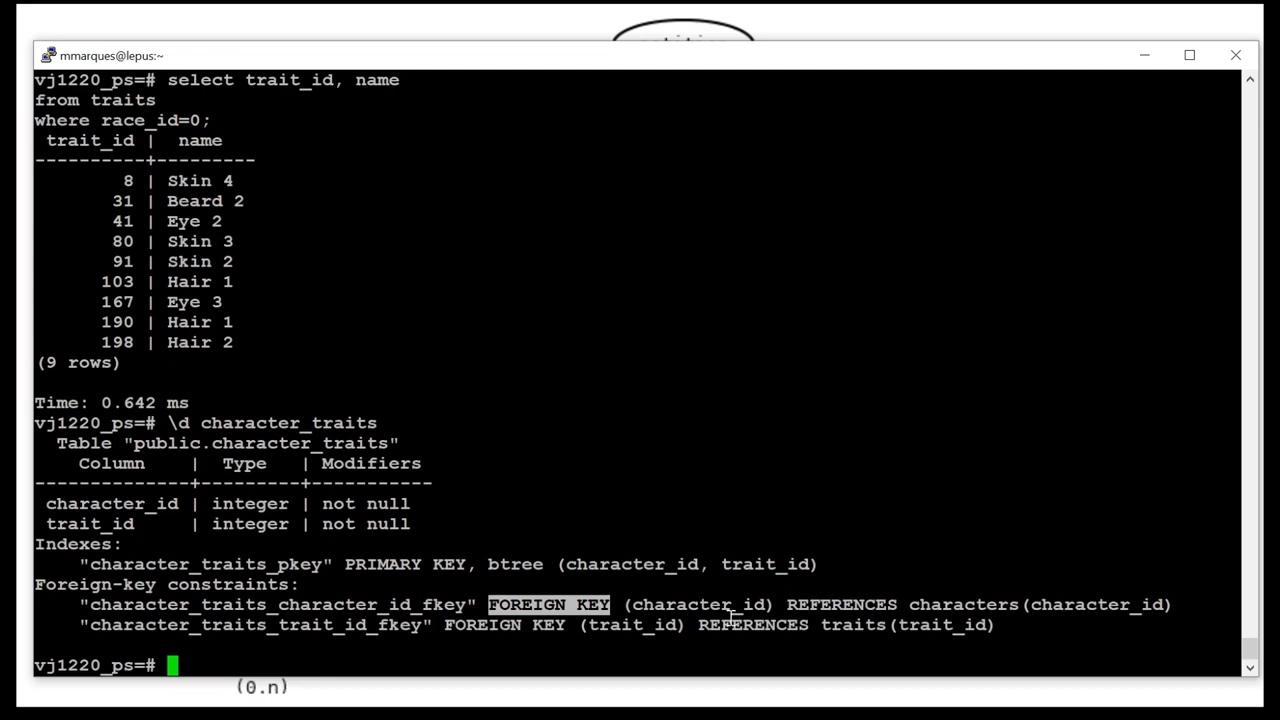 mmarques@lepus:~
vj1220_ps=# select trait_id, name
from traits
where race_id=0;
 trait_id |  name
----------+---------
        8 | Skin 4
       31 | Beard 2
       41 | Eye 2
       80 | Skin 3
       91 | Skin 2
      103 | Hair 1
      167 | Eye 3
      190 | Hair 1
      198 | Hair 2
(9 rows)
Time: 0.642 ms
vj1220_ps=# \d character_traits
  Table "public.character_traits"
    Column    |  Type   | Modifiers
--------------+---------+-----------
 character_id | integer | not null
 trait_id     | integer | not null
Indexes:
    "character_traits_pkey" PRIMARY KEY, btree (character_id, trait_id)
Foreign-key constraints:
    "character_traits_character_id_fkey" FOREIGN KEY (character_id) REFERENCES characters(character_id)
    "character_traits_trait_id_fkey" FOREIGN KEY (trait_id) REFERENCES traits(trait_id)
vj1220_ps=#
(0.n)